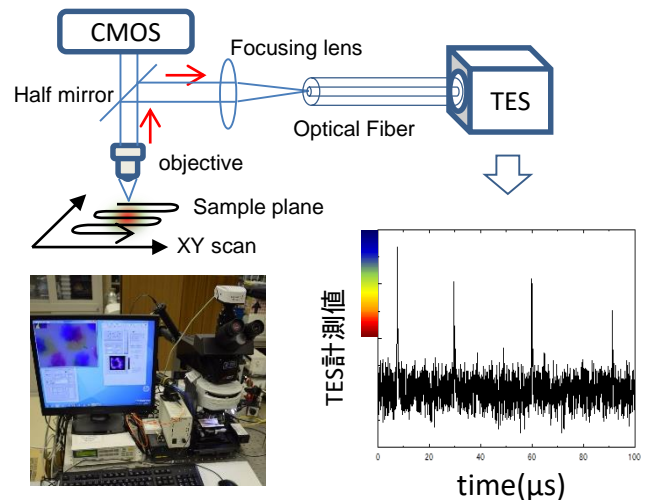 CMOS
Focusing lens
Half mirror
TES
Optical Fiber
objective
Sample plane
XY scan
TES計測値
0 20 40 60 80 100
time(μs)